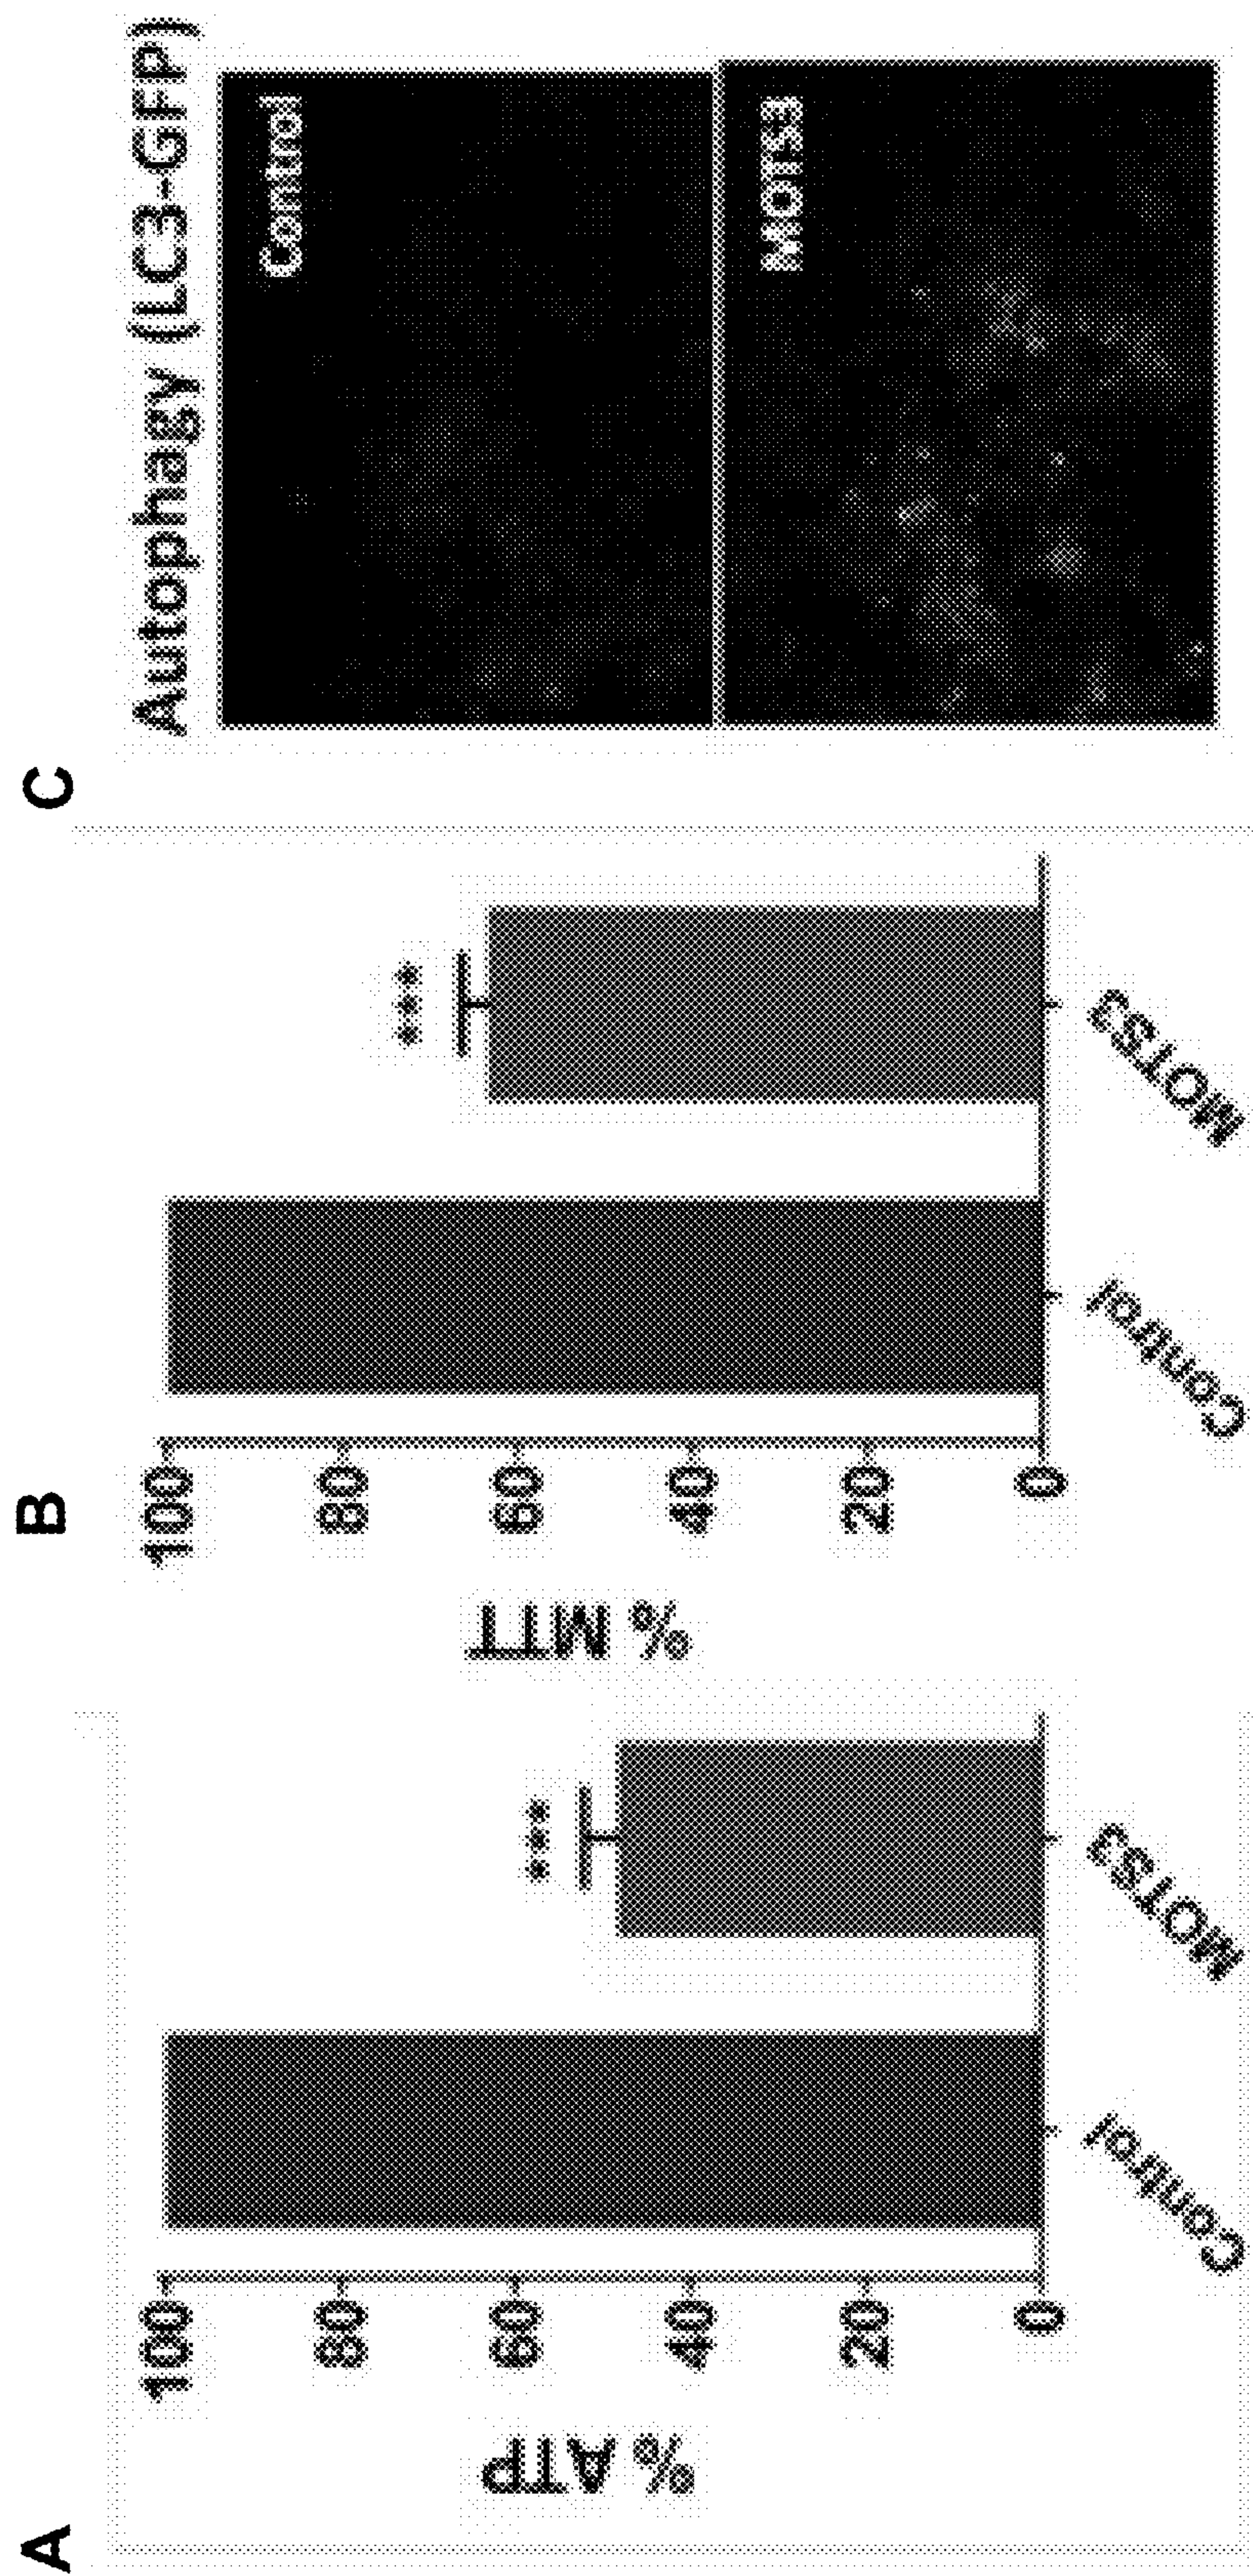 A
% ATP
100
80
60
40
20
0
***
Control
MOTS3
B
% MTT
100
80
60
40
20
0
***
Control
MOTS3
C
Autophagy (LC3-GFP)
Control
MOTS3